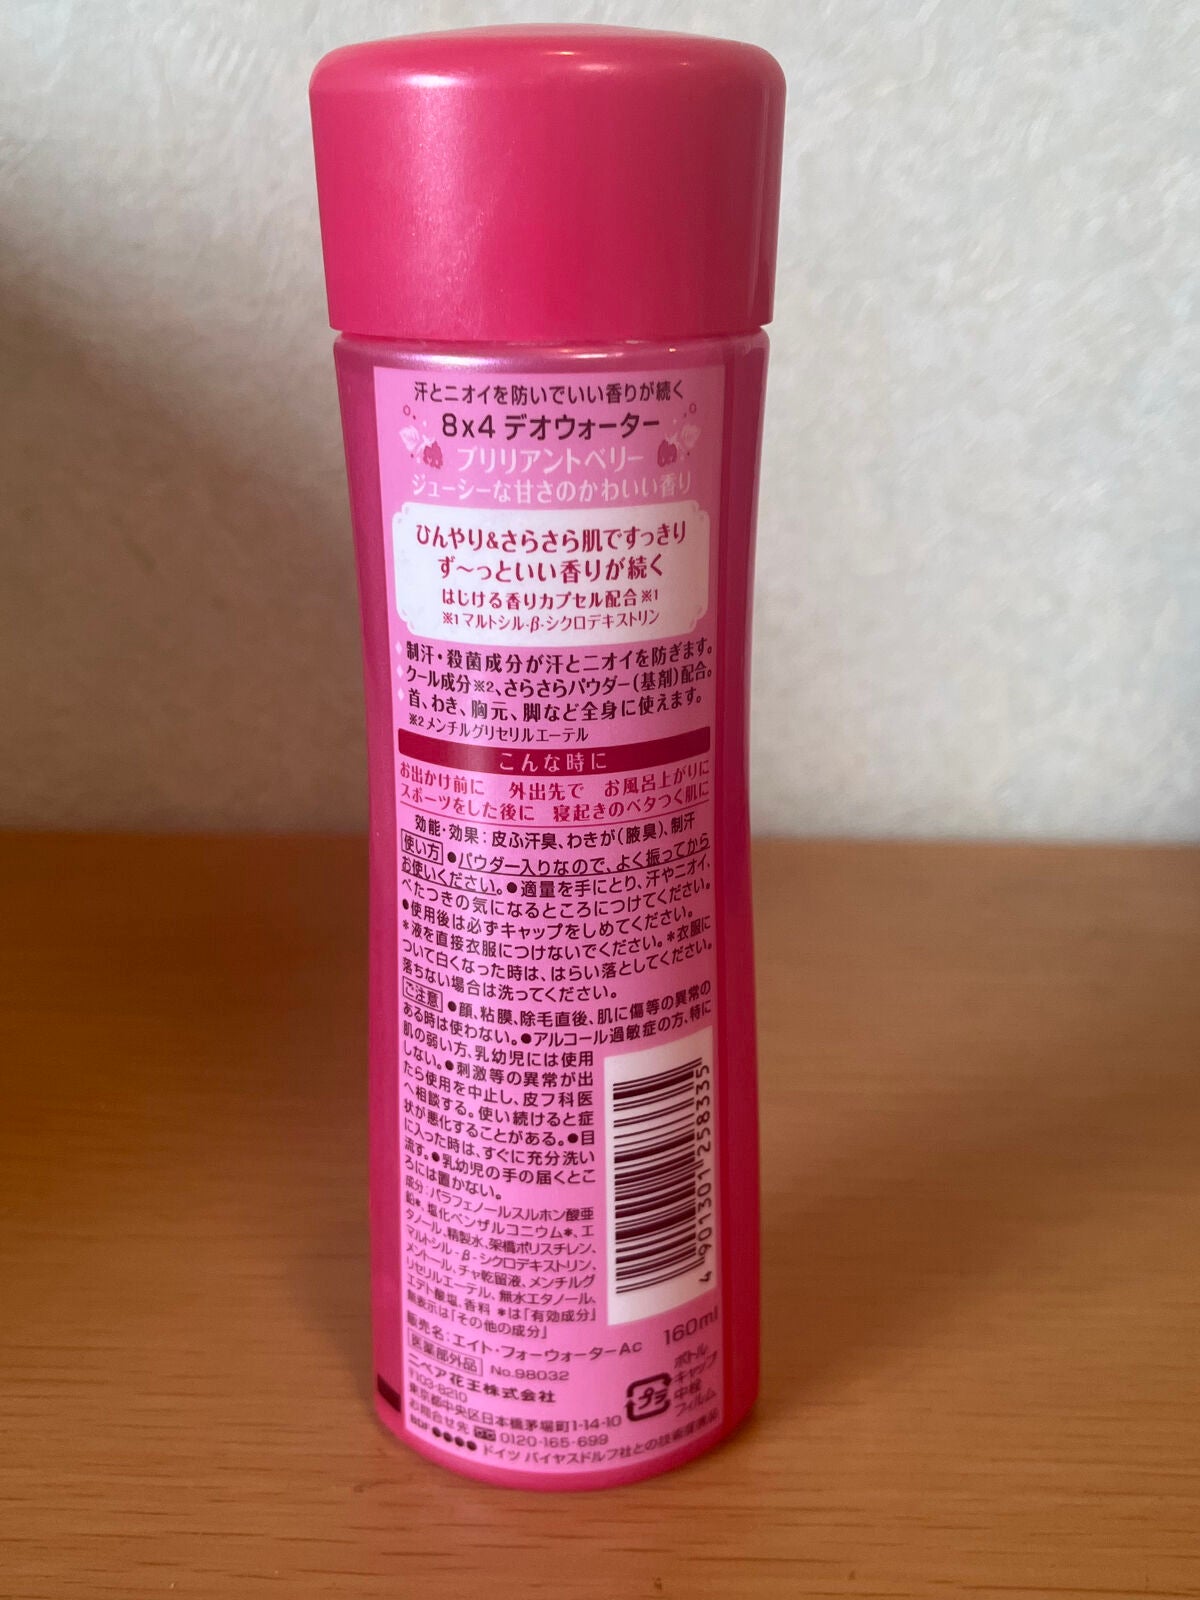 汗とニオイを防いでいい香りが続く
8x4 デオウォーター
ブリリアントベリー
ジューシーな甘さのかわいい香り
ひんやり&さらさら肌ですっきり
ず〜っといい香りが続く
はじける香りカプセル配合※1
※1マルトシル-β-シクロデキストリン
制汗・殺菌成分が汗とニオイを防ぎます。
クール成分※2、さらさらパウダー(基剤)配合。
首、わき、胸元、脚など全身に使えます。
※2メンチルグリセリルエーテル
こんな時に
お出かけ前に 外出先で お風呂上がりに
スポーツをした後に 寝起きのベタつく肌に
効能・効果:皮ふ汗臭、わきが(腋臭)、制汗
使い方 ●パウダー入りなので、よく振ってから
お使いください。●適量を手にとり、汗やニオイ、
べたつきの気になるところにつけてください。
●使用後は必ずキャップをしめてください。
*液を直接衣服につけないでください。*衣服に
ついて白くなった時は、はらい落としてください。
落ちない場合は洗ってください。
ご注意 ●顔、粘膜、除毛直後、肌に傷等の異常の
ある時は使わない。●アルコール過敏症の方、特に
肌の弱い方、乳幼児には使用
しない。●刺激等の異常が出
たら使用を中止し、皮フ科医
へ相談する。使い続けると症
状が悪化することがある。●目
に入った時は、すぐに充分洗い
流す。●乳幼児の手の届くとこ
ろには置かない。
成分:パラフェノールスルホン酸亜
鉛*、塩化ベンザルコニウム*、エ
タノール、精製水、架橋ポリスチレン、
マルトシル-β-シクロデキストリン、
メントール、チャ乾留液、メンチルグ
リセリルエーテル、無水エタノール、
エデト酸塩、香料 *は「有効成分」
無表示は「その他の成分」
販売名:エイト・フォーウォーターAc
160ml
医薬部外品 No.98032
ニベア花王株式会社
〒103-8210
東京都中央区日本橋茅場町1-14-10
お問合せ先 0120-165-699
BDF●●●● ドイツ バイヤスドルフ社との技術提携品
プラ
ボトル
キャップ
中栓
フィルム
4 901301 258335